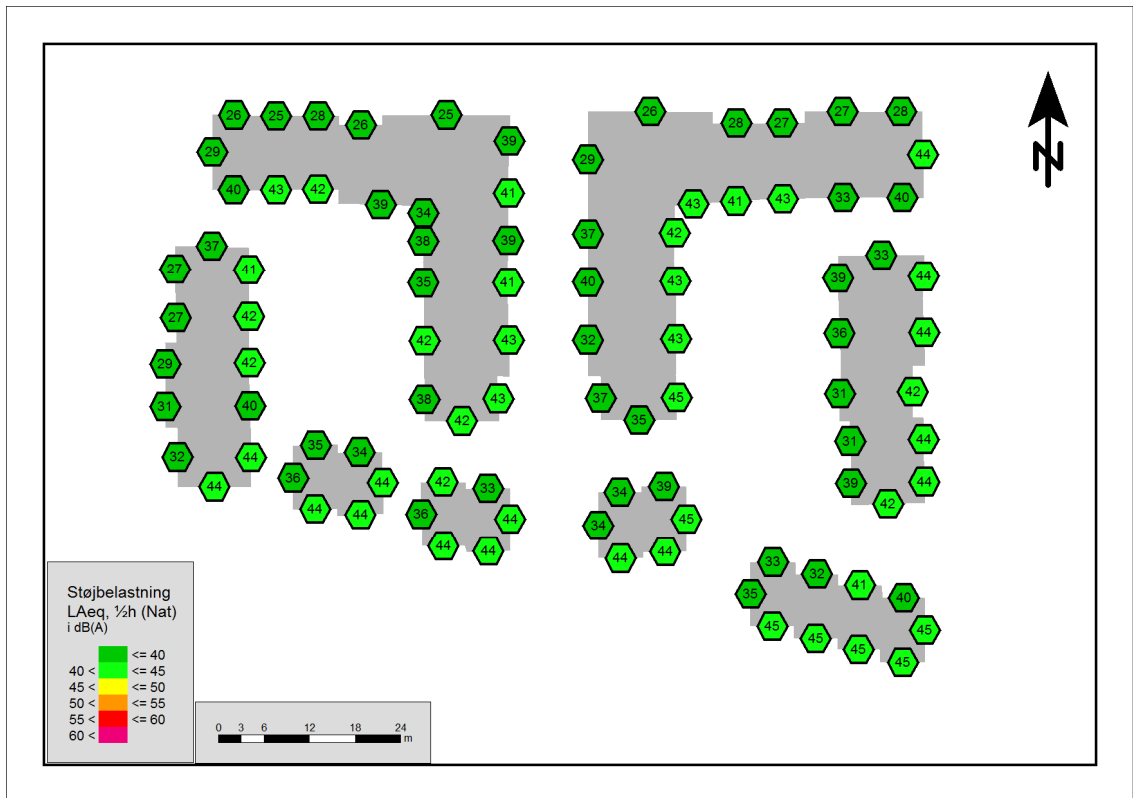 26 25 28 26 25 26 28 27 27 28
39
29 29 44
40 43 42 39 41 43 41 43 33 40
34
38 39 37 42
37 33
27 41 35 41 40 43 39 44
27 42 42 43 32 43 36 44
29 42
31 40 38 42 43 37 35 45 31 42
32 44 35 34 31 44
44 36 44 42 33 34 39 39 44
44 44 36 44 34 45 42
44 44 44 44
33 32 41 40
35 45
45 45 45 45
N
Støjbelastning
LAeq, ½h (Nat)
i dB(A)
<= 40
40 < <= 45
45 < <= 50
50 < <= 55
55 < <= 60
60 <
0 3 6 12 18 24
m